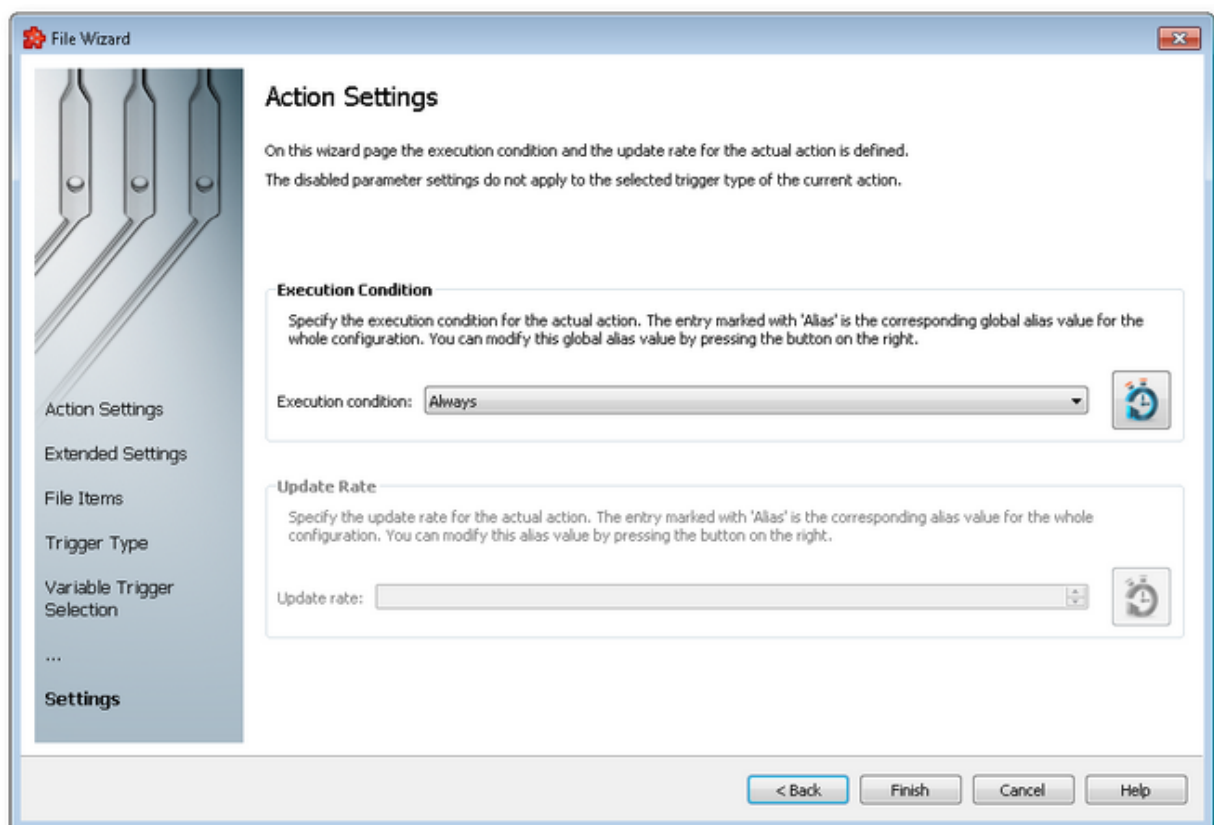 File Wizard
Action Settings
On this wizard page the execution condition and the update rate for the actual action is defined.
The disabled parameter settings do not apply to the selected trigger type of the current action.
Execution Condition
Specify the execution condition for the actual action. The entry marked with 'Alias' is the corresponding global alias value for the
whole configuration. You can modify this global alias value by pressing the button on the right.
Execution condition: Always
Update Rate
Specify the update rate for the actual action. The entry marked with 'Alias' is the corresponding alias value for the whole
configuration. You can modify this alias value by pressing the button on the right.
Update rate:
Action Settings
Extended Settings
File Items
Trigger Type
Variable Trigger
Selection
...
Settings
< Back
Finish
Cancel
Help